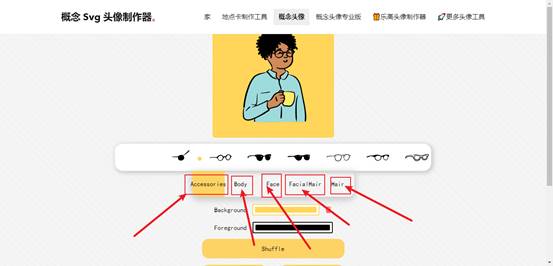 概念 Svg 头像制作器。
家 地点卡制作工具 概念头像 概念头像专业版 🎁乐高头像制作器 🚀更多头像工具
Accessories Body Face FacialHair Hair
Background
Foreground
Shuffle